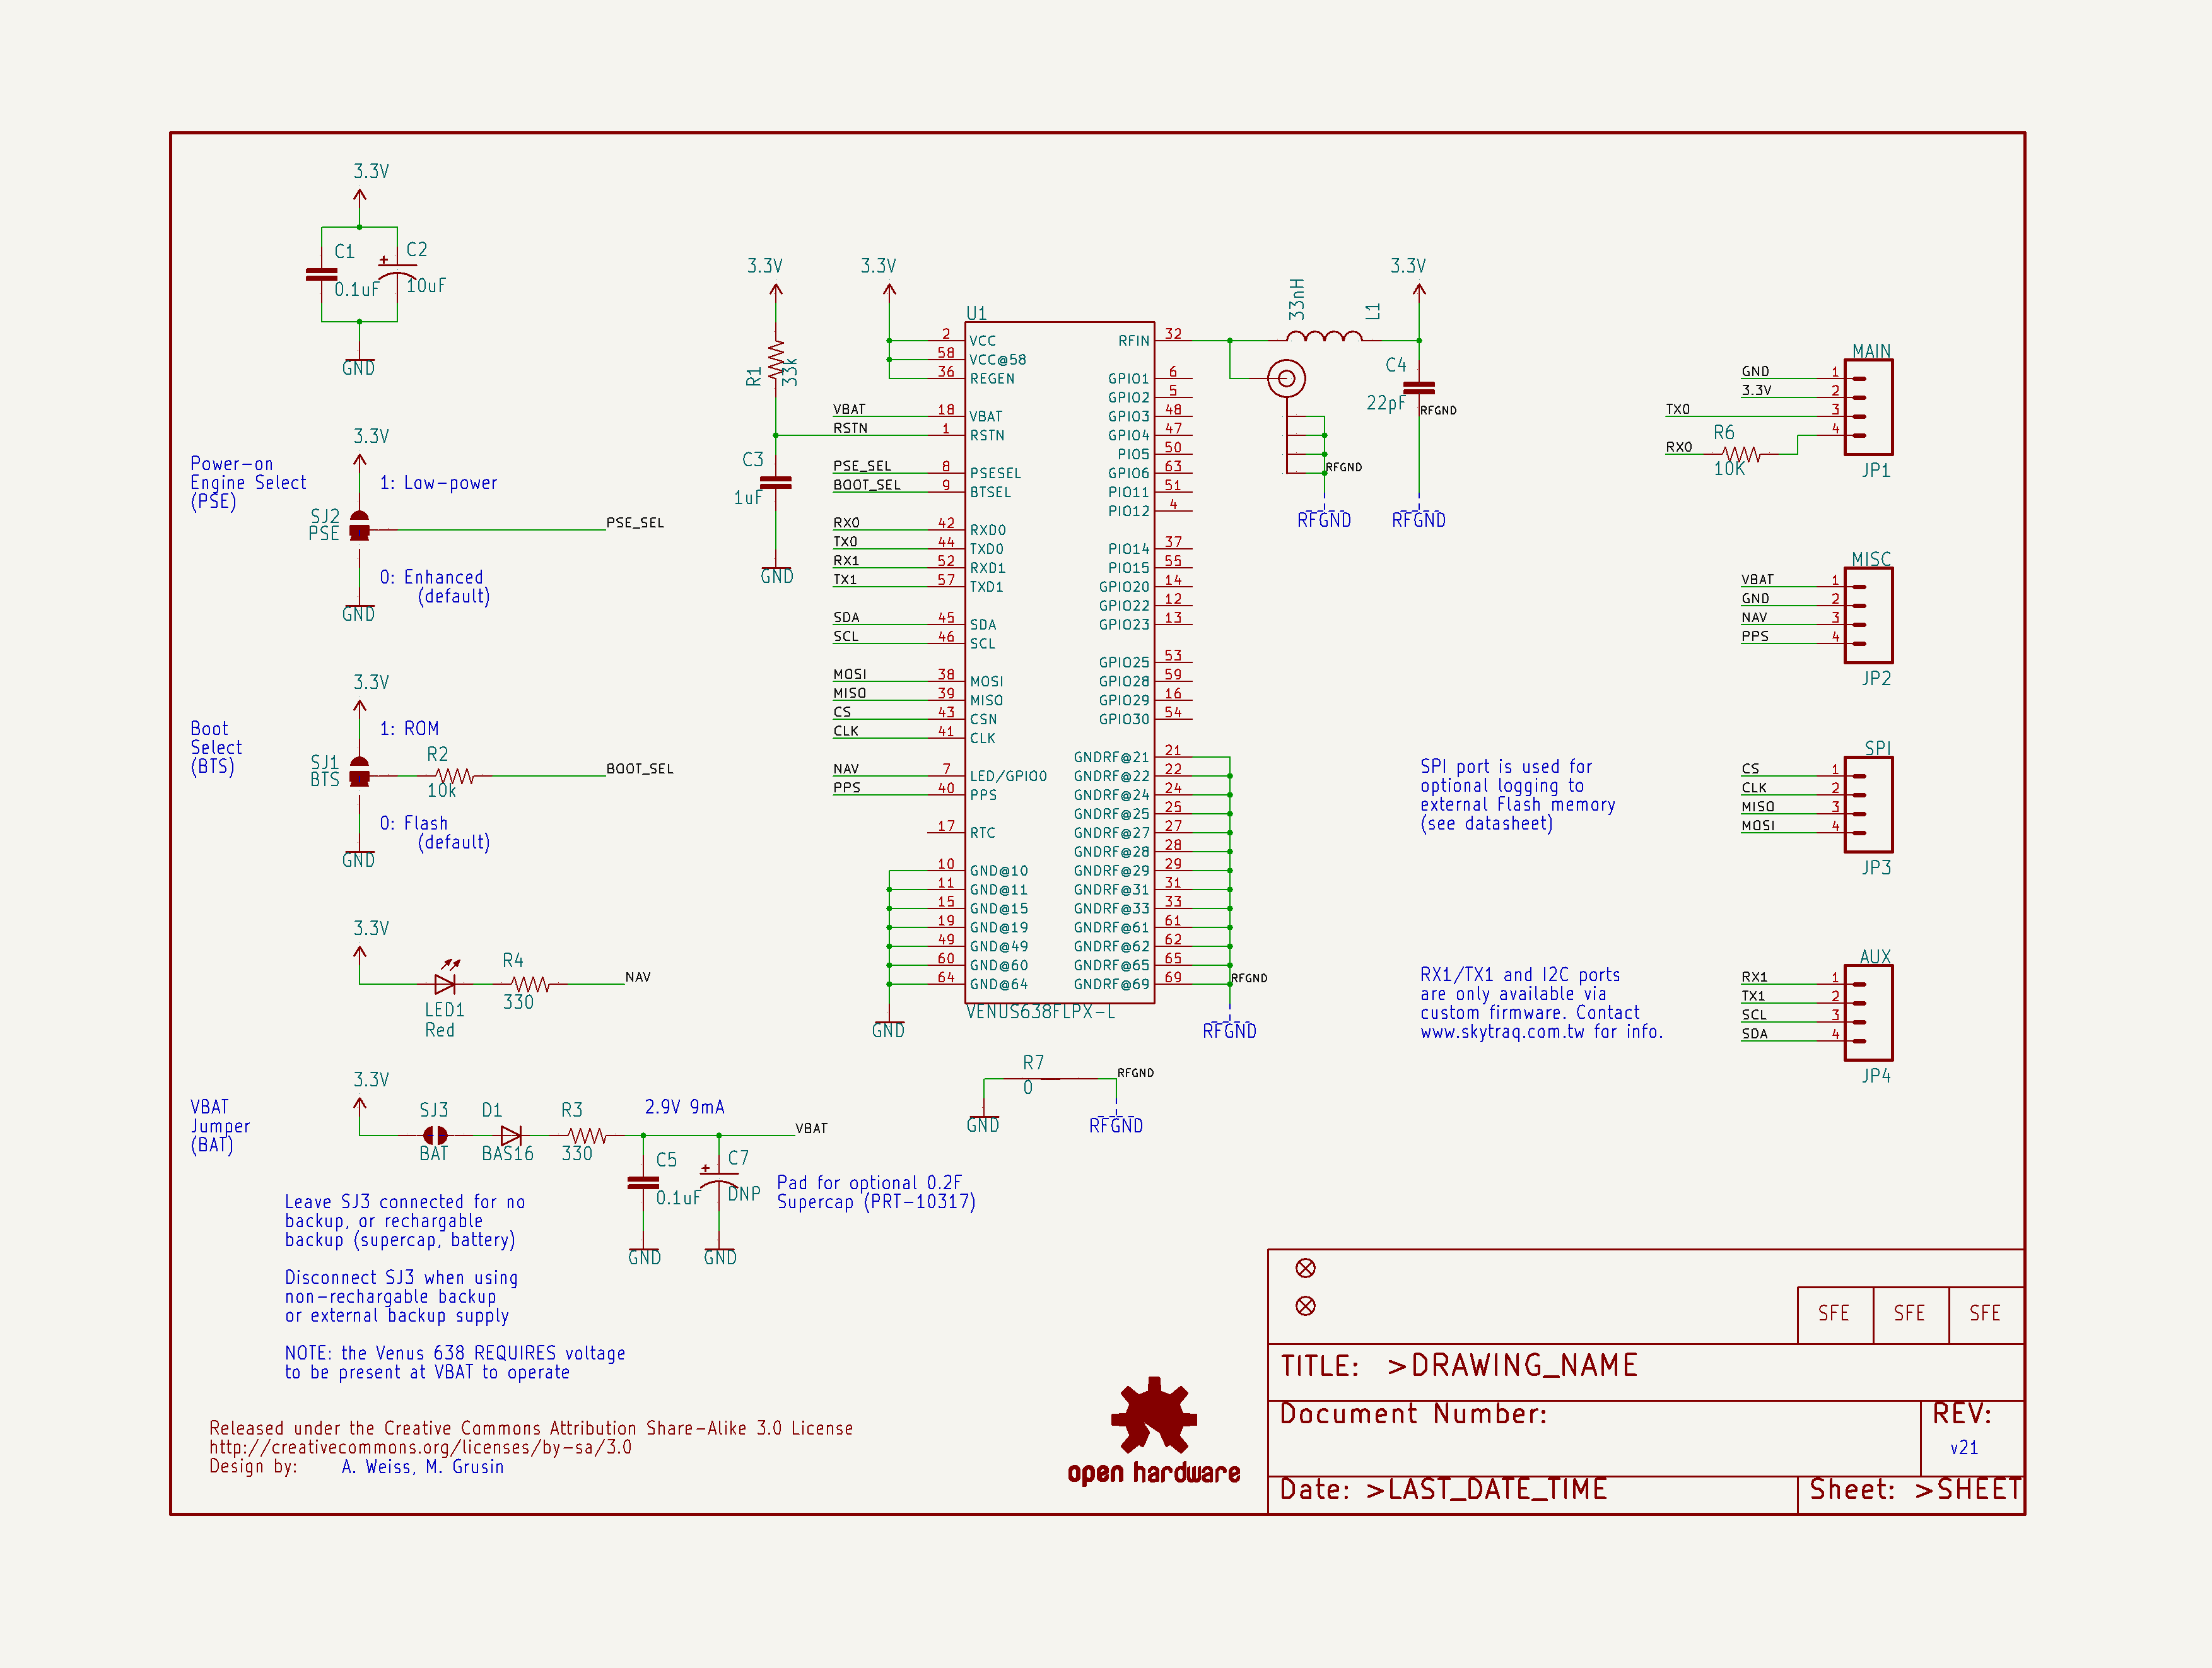 3.3V
C1
0.1uF
C2
10uF
GND
Power-on
Engine Select
(PSE)
3.3V
1: Low-power
SJ2
PSE
PSE_SEL
0: Enhanced
(default)
GND
Boot
Select
(BTS)
3.3V
1: ROM
SJ1
BTS
R2
10k
BOOT_SEL
0: Flash
(default)
GND
3.3V
LED1
Red
R4
330
NAV
VBAT
Jumper
(BAT)
3.3V
SJ3
BAT
D1
BAS16
R3
330
2.9V 9mA
VBAT
C5
0.1uF
C7
DNP
GND
GND
Pad for optional 0.2F
Supercap (PRT-10317)
Leave SJ3 connected for no
backup, or rechargable
backup (supercap, battery)
Disconnect SJ3 when using
non-rechargable backup
or external backup supply
NOTE: the Venus 638 REQUIRES voltage
to be present at VBAT to operate
Released under the Creative Commons Attribution Share-Alike 3.0 License
http://creativecommons.org/licenses/by-sa/3.0
Design by: A. Weiss, M. Grusin
3.3V
R1
33k
C3
1uF
GND
3.3V
U1
2 VCC
58 VCC@58
36 REGEN
VBAT 18 VBAT
RSTN 1 RSTN
PSE_SEL 8 PSESEL
BOOT_SEL 9 BTSEL
RX0 42 RXD0
TX0 44 TXD0
RX1 52 RXD1
TX1 57 TXD1
SDA 45 SDA
SCL 46 SCL
MOSI 38 MOSI
MISO 39 MISO
CS 43 CSN
CLK 41 CLK
NAV 7 LED/GPIO0
PPS 40 PPS
17 RTC
10 GND@10
11 GND@11
15 GND@15
19 GND@19
49 GND@49
60 GND@60
64 GND@64
GND
RFIN 32
GPIO1 6
GPIO2 5
GPIO3 48
GPIO4 47
PIO5 50
GPIO6 63
PIO11 51
PIO12 4
PIO14 37
PIO15 55
GPIO20 14
GPIO22 12
GPIO23 13
GPIO25 53
GPIO28 59
GPIO29 16
GPIO30 54
GNDRF@21 21
GNDRF@22 22
GNDRF@24 24
GNDRF@25 25
GNDRF@27 27
GNDRF@28 28
GNDRF@29 29
GNDRF@31 31
GNDRF@33 33
GNDRF@61 61
GNDRF@62 62
GNDRF@65 65
GNDRF@69 69
RFGND
RFGND
VENUS638FLPX-L
33nH
L1
3.3V
C4
22pF
RFGND
RFGND
RFGND
RFGND
R7
0
GND
RFGND
RFGND
MAIN
GND 1
3.3V 2
TX0 3
RX0 4
R6
10K
JP1
MISC
VBAT 1
GND 2
NAV 3
PPS 4
JP2
SPI port is used for
optional logging to
external Flash memory
(see datasheet)
SPI
CS 1
CLK 2
MISO 3
MOSI 4
JP3
RX1/TX1 and I2C ports
are only available via
custom firmware. Contact
www.skytraq.com.tw for info.
AUX
RX1 1
TX1 2
SCL 3
SDA 4
JP4
open hardware
SFE SFE SFE
TITLE: >DRAWING_NAME
Document Number:
REV:
v21
Date: >LAST_DATE_TIME
Sheet: >SHEET